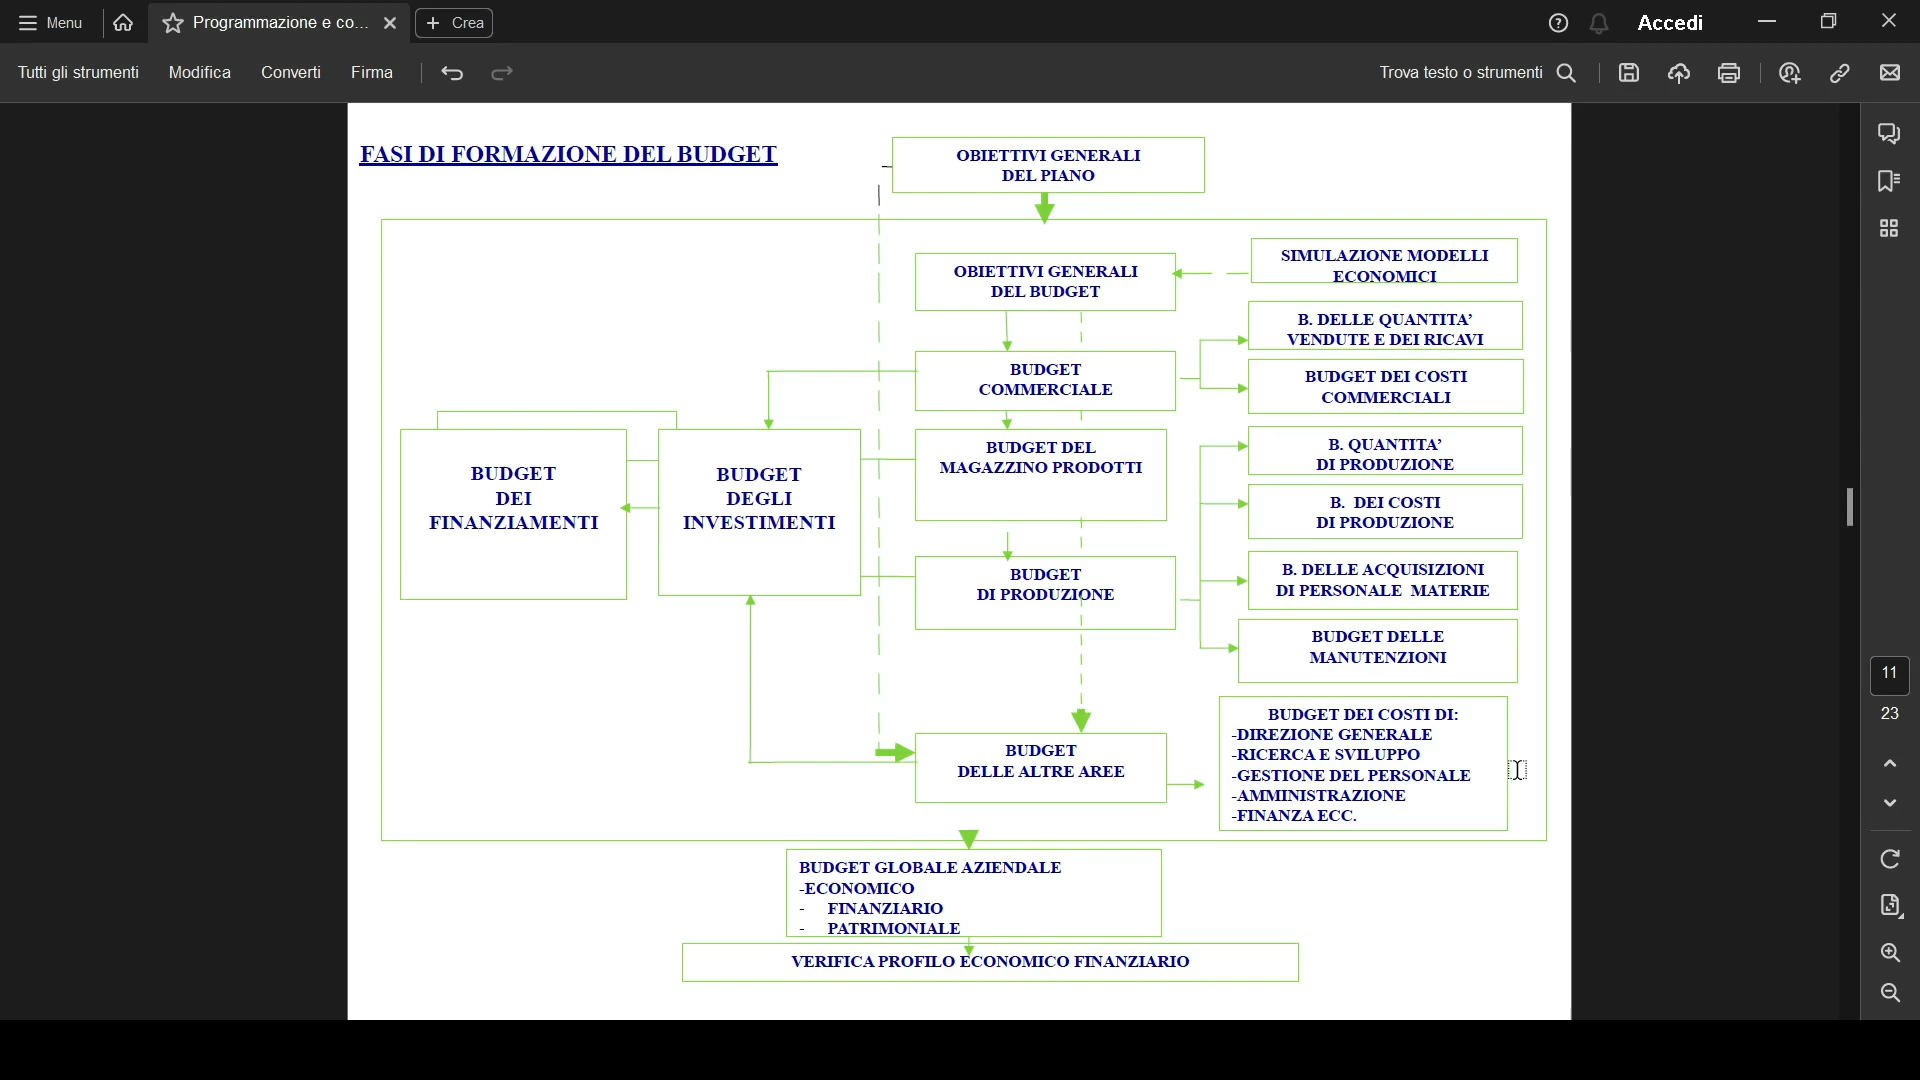 Menu
Programmazione e co...
Crea
Accedi
Tutti gli strumenti
Modifica
Converti
Firma
Trova testo o strumenti
FASI DI FORMAZIONE DEL BUDGET
OBIETTIVI GENERALI
DEL PIANO
OBIETTIVI GENERALI
DEL BUDGET
SIMULAZIONE MODELLI
ECONOMICI
B. DELLE QUANTITA’
VENDUTE E DEI RICAVI
BUDGET
COMMERCIALE
BUDGET DEI COSTI
COMMERCIALI
BUDGET
DEI
FINANZIAMENTI
BUDGET
DEGLI
INVESTIMENTI
BUDGET DEL
MAGAZZINO PRODOTTI
B. QUANTITA’
DI PRODUZIONE
B. DEI COSTI
DI PRODUZIONE
BUDGET
DI PRODUZIONE
B. DELLE ACQUISIZIONI
DI PERSONALE MATERIE
BUDGET DELLE
MANUTENZIONI
BUDGET
DELLE ALTRE AREE
BUDGET DEI COSTI DI:
-DIREZIONE GENERALE
-RICERCA E SVILUPPO
-GESTIONE DEL PERSONALE
-AMMINISTRAZIONE
-FINANZA ECC.
BUDGET GLOBALE AZIENDALE
-ECONOMICO
- FINANZIARIO
- PATRIMONIALE
VERIFICA PROFILO ECONOMICO FINANZIARIO
11
23